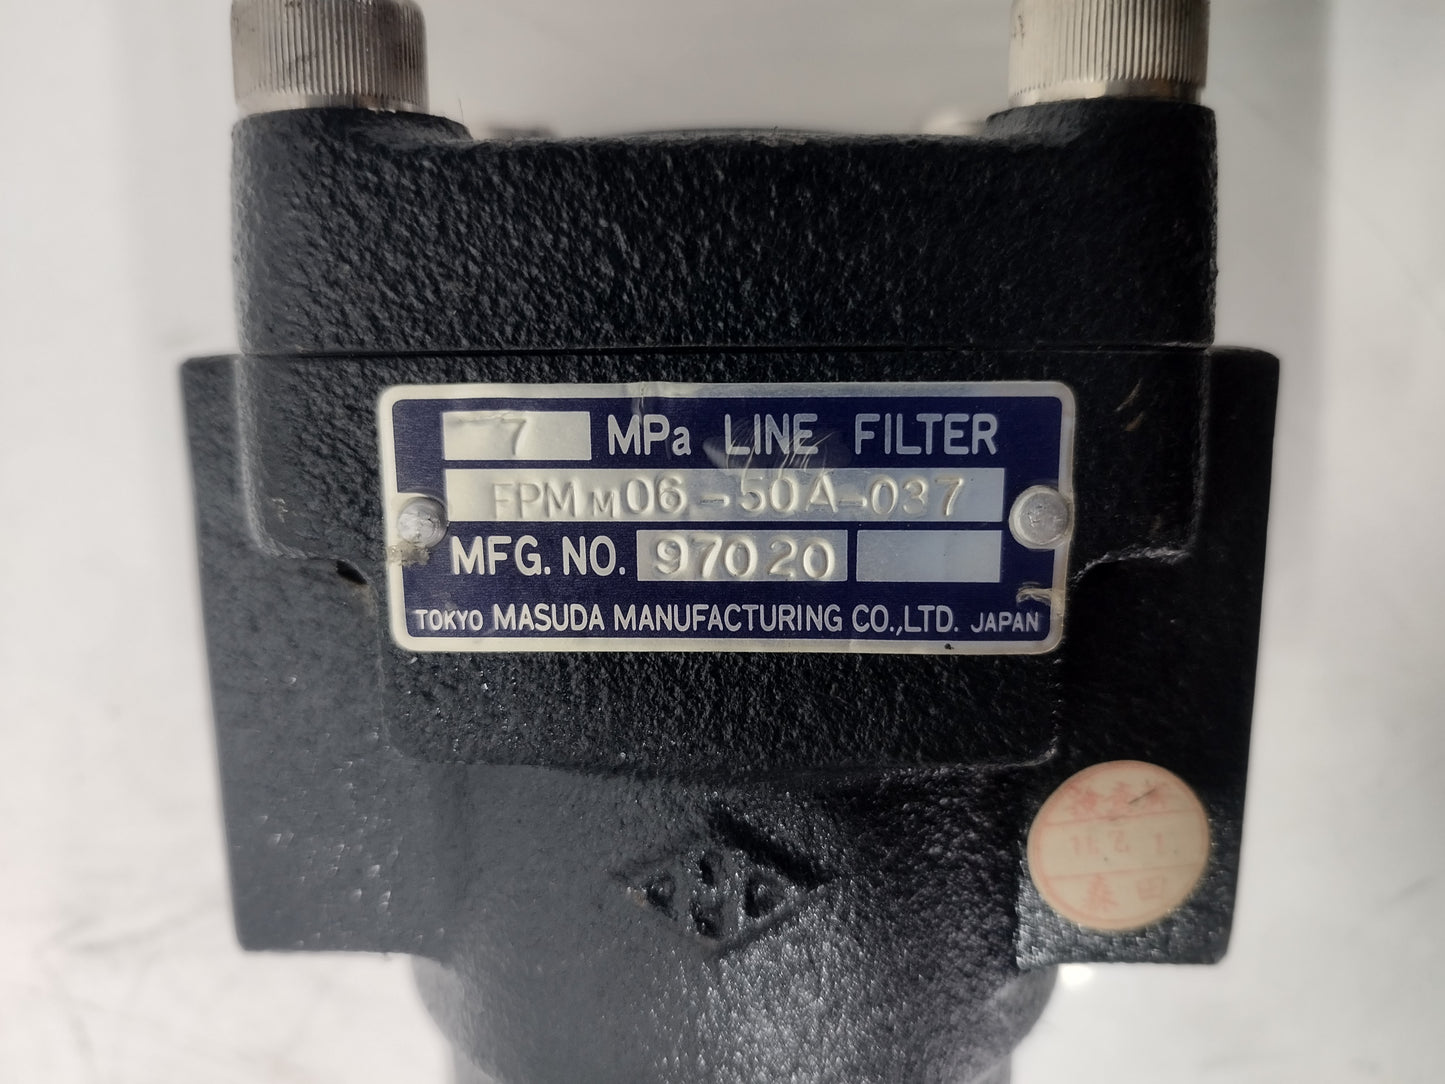 7 MPa LINE FILTER
FPM M06-50A-037
MFG. NO. 97020
TOKYO MASUDA MANUFACTURING CO.,LTD. JAPAN